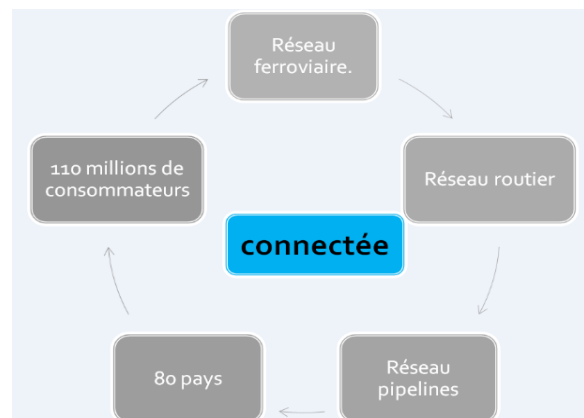 Réseau
ferroviaire.
110 millions de
consommateurs
Réseau routier
connectée
80 pays
Réseau
pipelines